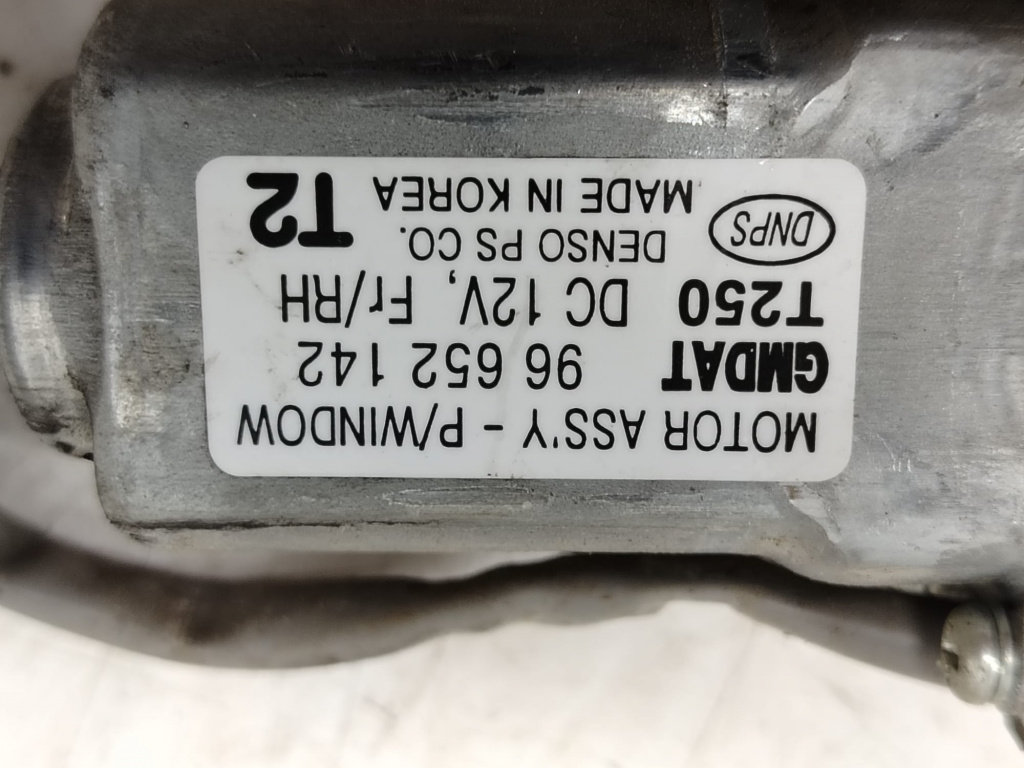 MOTOR ASS'Y - P/WINDOW
GMDAT 96 652 142
T250 DC 12V, Fr/RH
DNPS DENSO PS CO. T2
MADE IN KOREA